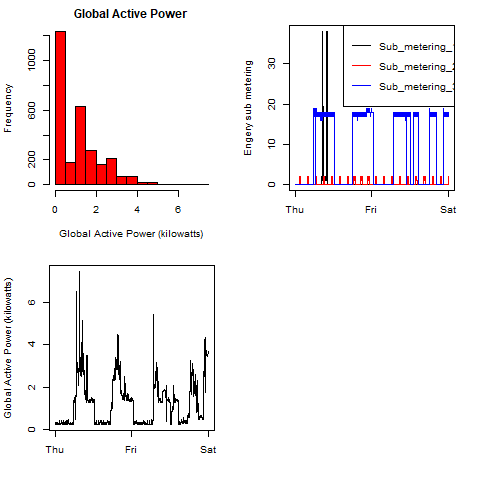 Global Active Power
Frequency
1000
600
200
0
0 2 4 6
Global Active Power (kilowatts)
Engery sub metering
30
20
10
0
Sub_metering_
Sub_metering_
Sub_metering_
Thu Fri Sat
Global Active Power (kilowatts)
6
4
2
0
Thu Fri Sat